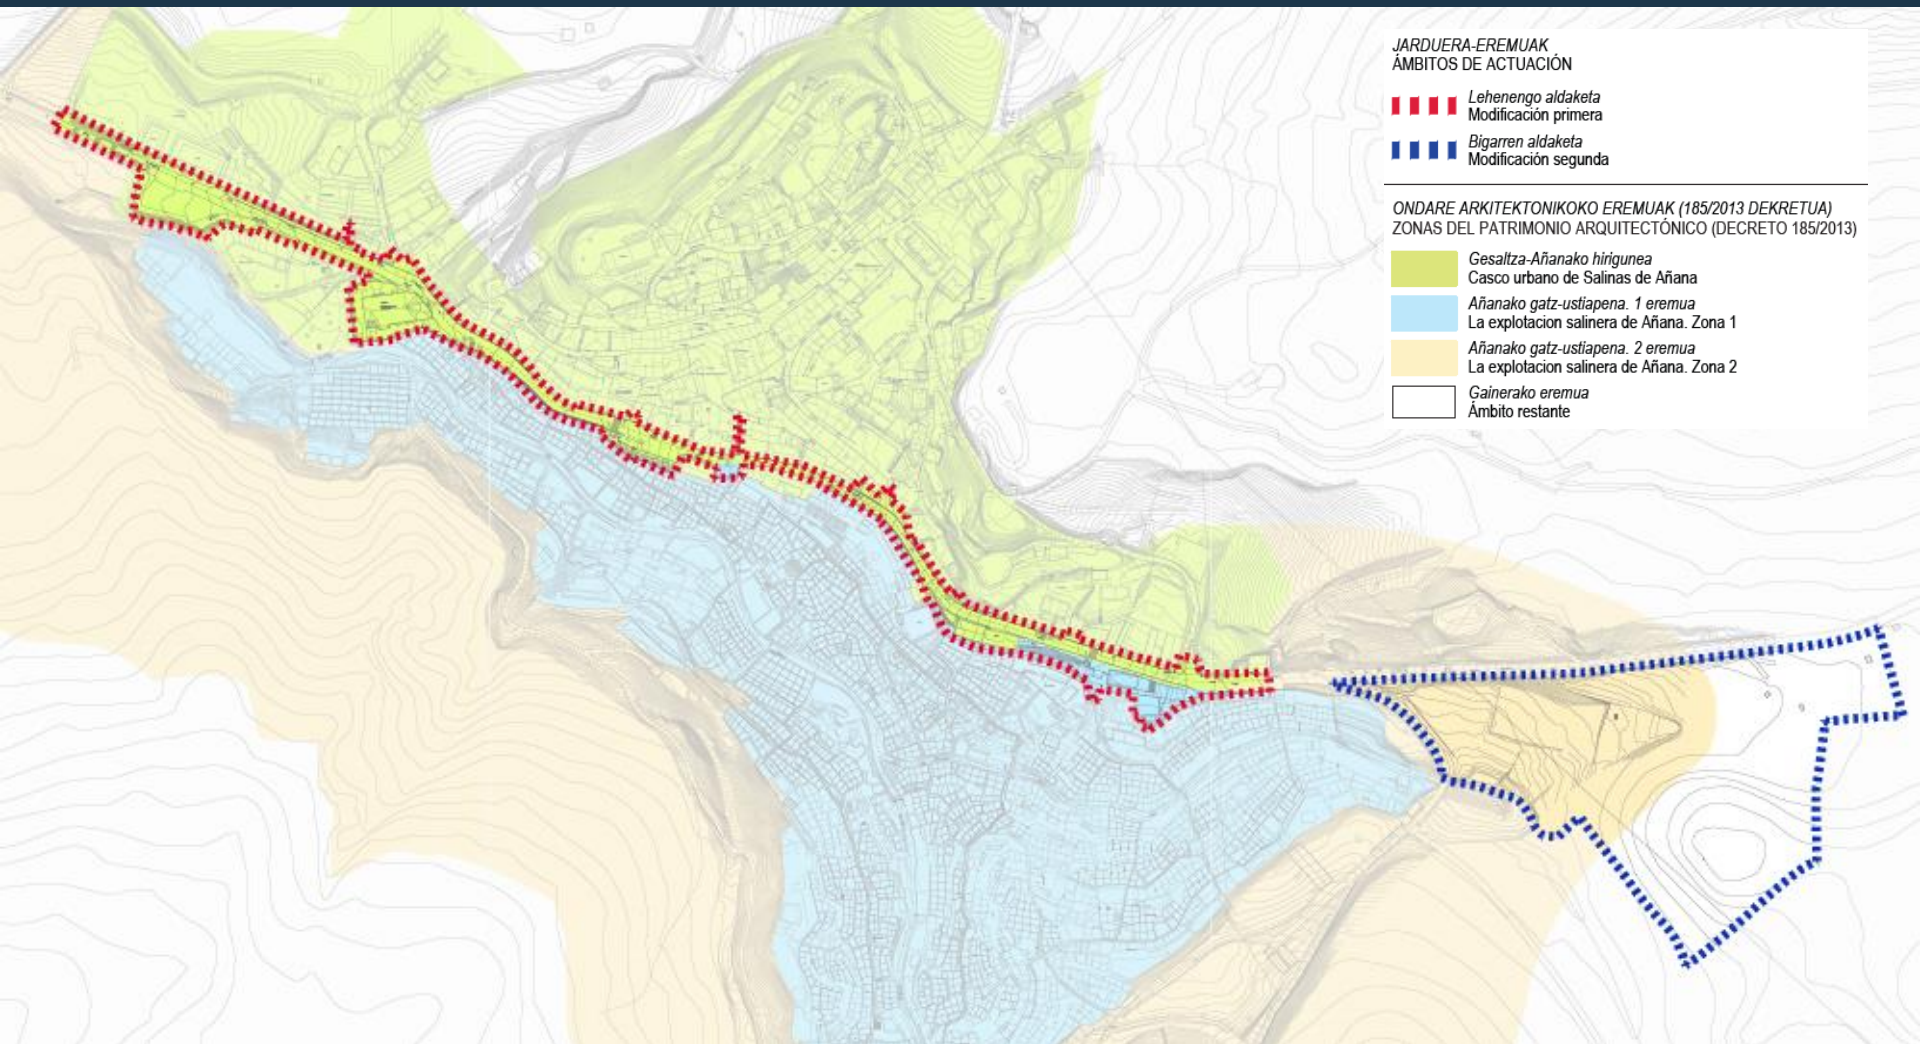 JARDUERA-EREMUAK
ÁMBITOS DE ACTUACIÓN
Lehenengo aldaketa
Modificación primera
Bigarren aldaketa
Modificación segunda
ONDARE ARKITEKTONIKOKO EREMUAK (185/2013 DEKRETUA)
ZONAS DEL PATRIMONIO ARQUITECTÓNICO (DECRETO 185/2013)
Gesaltza-Añanako hirigunea
Casco urbano de Salinas de Añana
Añanako gatz-ustiapena. 1 eremua
La explotacion salinera de Añana. Zona 1
Añanako gatz-ustiapena. 2 eremua
La explotacion salinera de Añana. Zona 2
Gainerako eremua
Ámbito restante